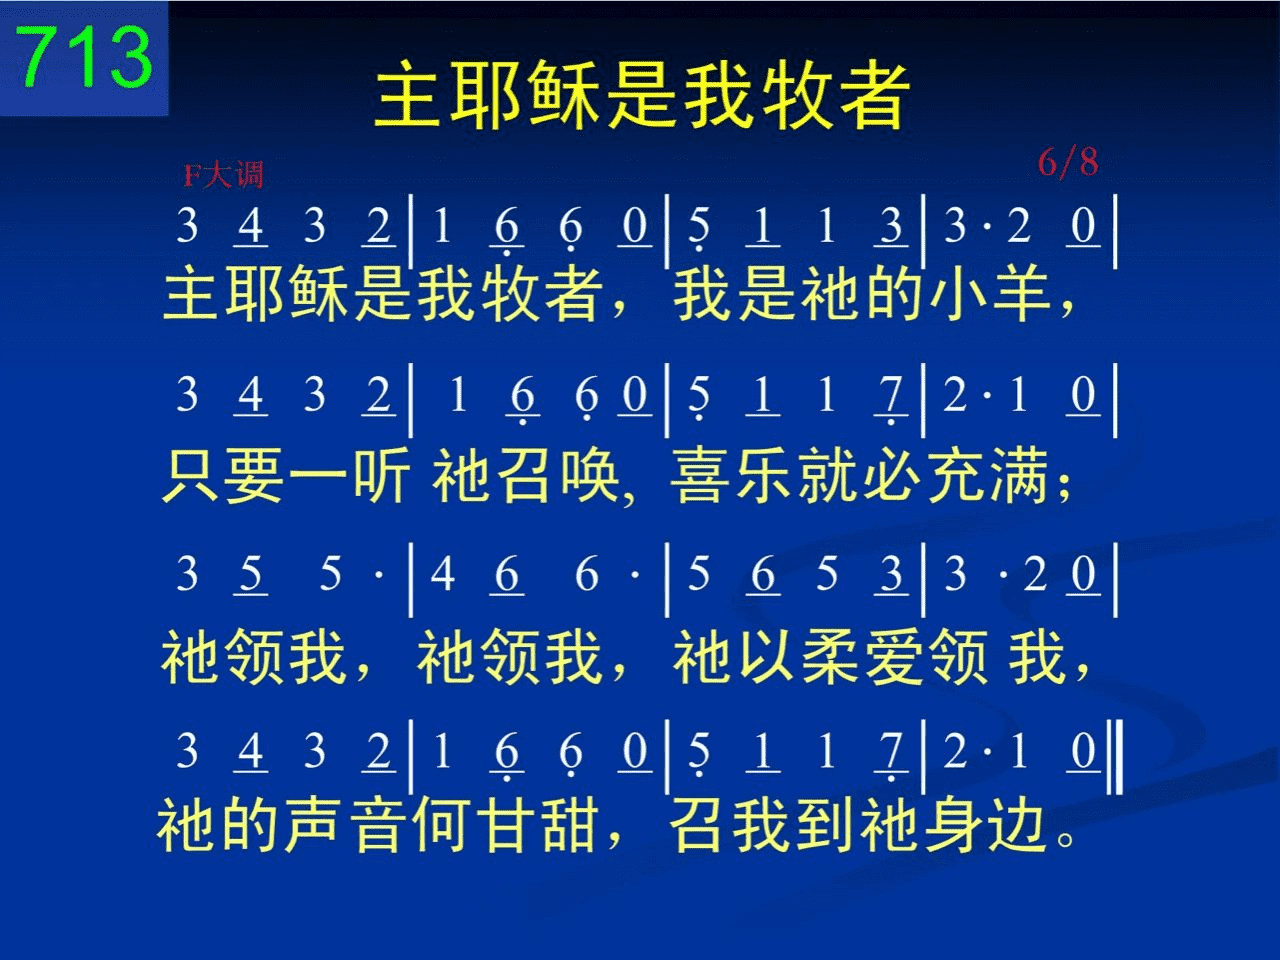 713
主耶稣是我牧者
F大调 6/8
3 4 3 2 | 1 6 6 0 | 5 1 1 3 | 3·2 0 |
主耶稣是我牧者，我是祂的小羊，
3 4 3 2 | 1 6 6 0 | 5 1 1 7 | 2·1 0 |
只要一听 祂召唤, 喜乐就必充满；
3 5 5 · | 4 6 6 · | 5 6 5 3 | 3 ·2 0 |
祂领我，祂领我，祂以柔爱领 我，
3 4 3 2 | 1 6 6 0 | 5 1 1 7 | 2·1 0 ‖
祂的声音何甘甜，召我到祂身边。